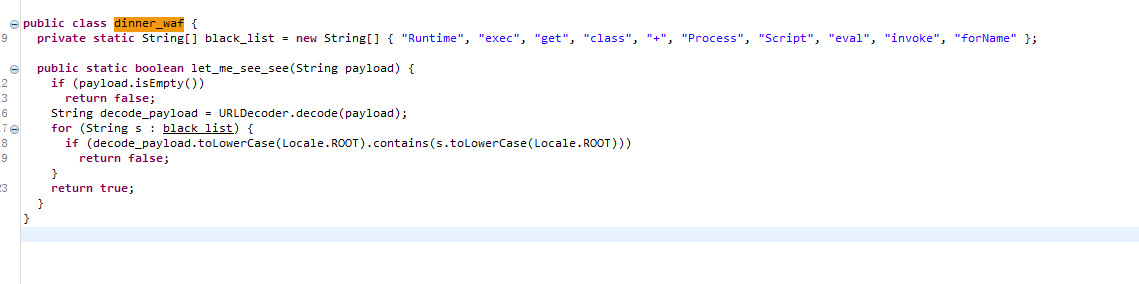 public class dinner_waf {
9 private static String[] black_list = new String[] { "Runtime", "exec", "get", "class", "+", "Process", "Script", "eval", "invoke", "forName" };
public static boolean let_me_see_see(String payload) {
2 if (payload.isEmpty())
3 return false;
6 String decode_payload = URLDecoder.decode(payload);
7 for (String s : black_list) {
8 if (decode_payload.toLowerCase(Locale.ROOT).contains(s.toLowerCase(Locale.ROOT)))
9 return false;
}
23 return true;
}
}